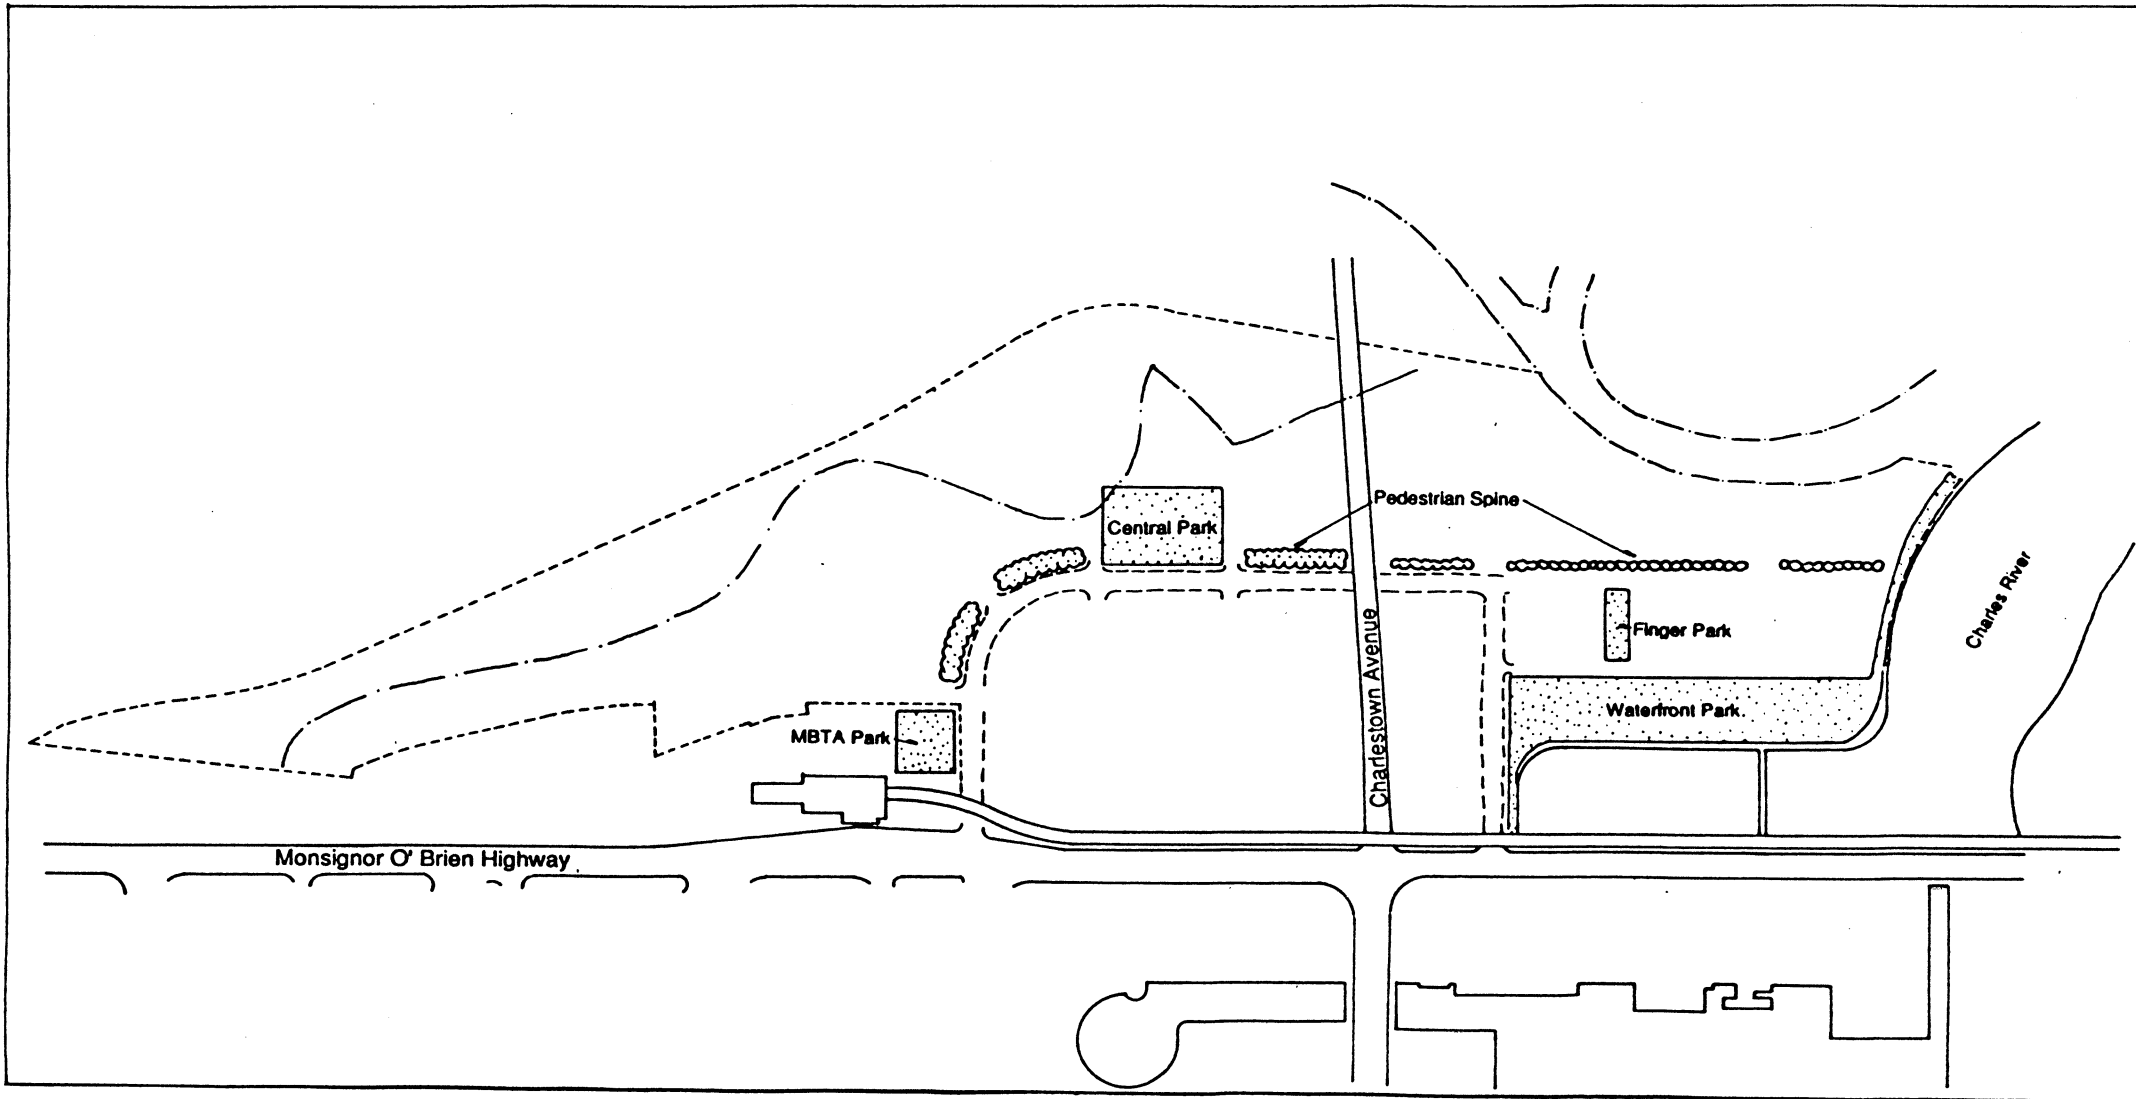 Pedestrian Spine
Central Park
Charles River
Finger Park
Charlestown Avenue
Waterfront Park
MBTA Park
Monsignor O' Brien Highway